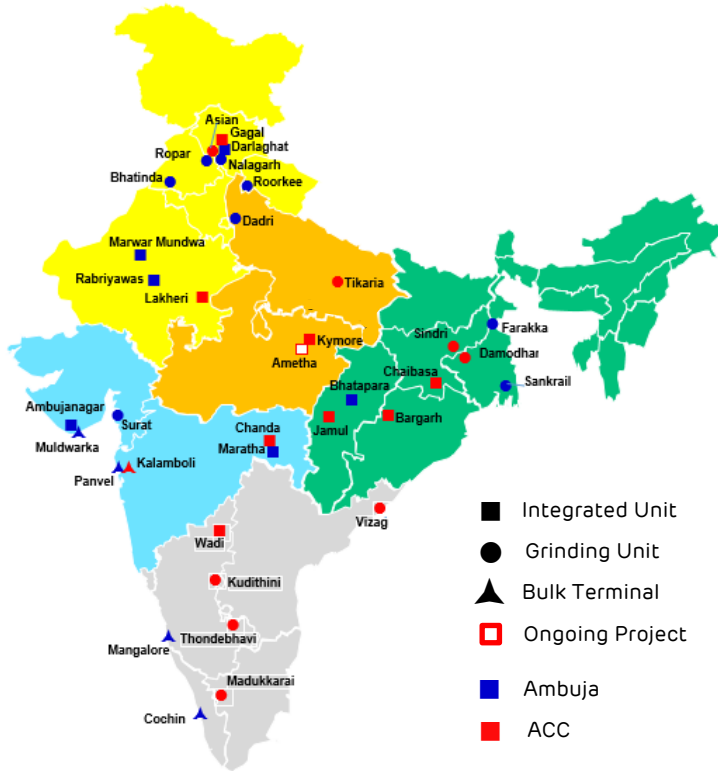 Asian
Gagal
Darlaghat
Ropar
Nalagarh
Bhatinda
Roorkee
Dadri
Marwar Mundwa
Rabriyawas
Lakheri
Tikaria
Farakka
Sindri
Damodhar
Kymore
Ametha
Chaibasa
Sankrail
Bhatapara
Ambujanagar
Surat
Jamul
Bargarh
Muldwarka
Chanda
Maratha
Panvel
Kalamboli
Vizag
Wadi
Kudithini
Thondebhavi
Mangalore
Madukkarai
Cochin
Integrated Unit
Grinding Unit
Bulk Terminal
Ongoing Project
Ambuja
ACC